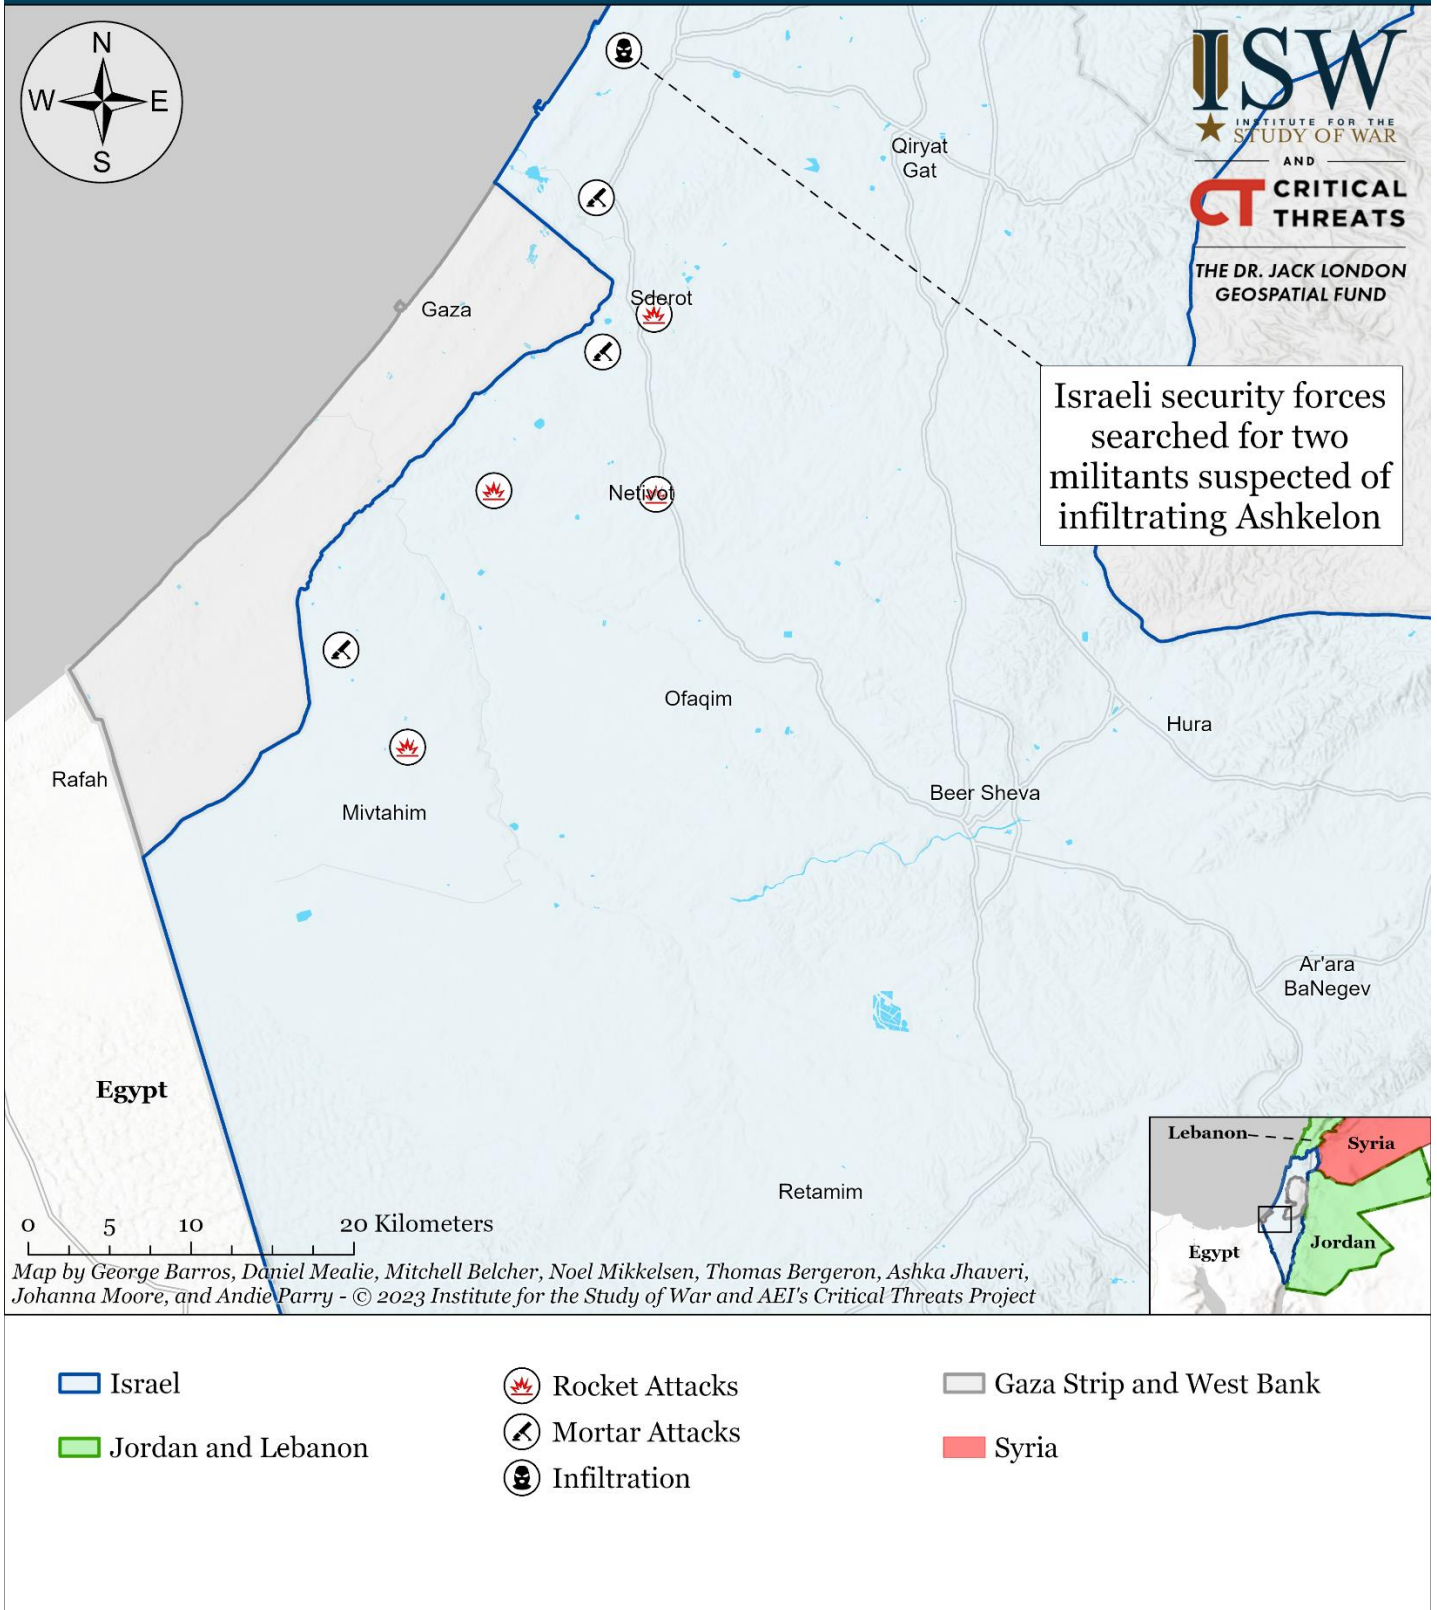 N
W
E
S
ISW
INSTITUTE FOR THE
STUDY OF WAR
AND
CT CRITICAL
THREATS
THE DR. JACK LONDON
GEOSPATIAL FUND
Qiryat
Gat
Sderot
Gaza
Israeli security forces
searched for two
militants suspected of
infiltrating Ashkelon
Netivot
Ofaqim
Hura
Rafah
Beer Sheva
Mivtahim
Ar'ara
BaNegev
Egypt
Retamim
Lebanon
Syria
Egypt
Jordan
0 5 10 20 Kilometers
Map by George Barros, Daniel Mealie, Mitchell Belcher, Noel Mikkelsen, Thomas Bergeron, Ashka Jhaveri,
Johanna Moore, and Andie Parry - © 2023 Institute for the Study of War and AEI's Critical Threats Project
Israel
Jordan and Lebanon
Rocket Attacks
Mortar Attacks
Infiltration
Gaza Strip and West Bank
Syria